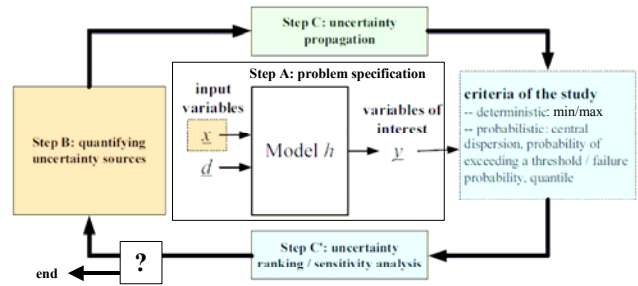 Step C: uncertainty
propagation
Step A: problem specification
input
variables
x
d
Model h
variables of
interest
y
criteria of the study
-- deterministic: min/max
-- probabilistic: central
dispersion, probability of
exceeding a threshold / failure
probability, quantile
Step B: quantifying
uncertainty sources
Step C': uncertainty
ranking / sensitivity analysis
?
end